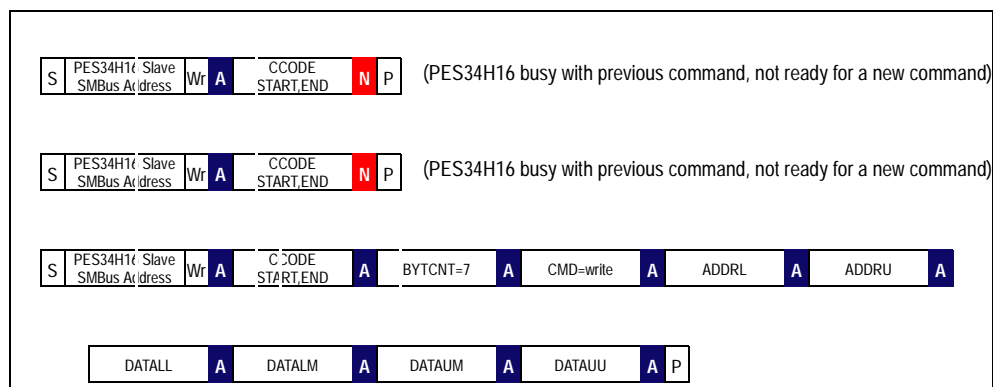 S PES34H16 Slave SMBus Address Wr A CCODE START,END N P (PES34H16 busy with previous command, not ready for a new command)
S PES34H16 Slave SMBus Address Wr A CCODE START,END N P (PES34H16 busy with previous command, not ready for a new command)
S PES34H16 Slave SMBus Address Wr A CCODE START,END A BYTCNT=7 A CMD=write A ADDRL A ADDRU A
DATALL A DATALM A DATAUM A DATAUU A P